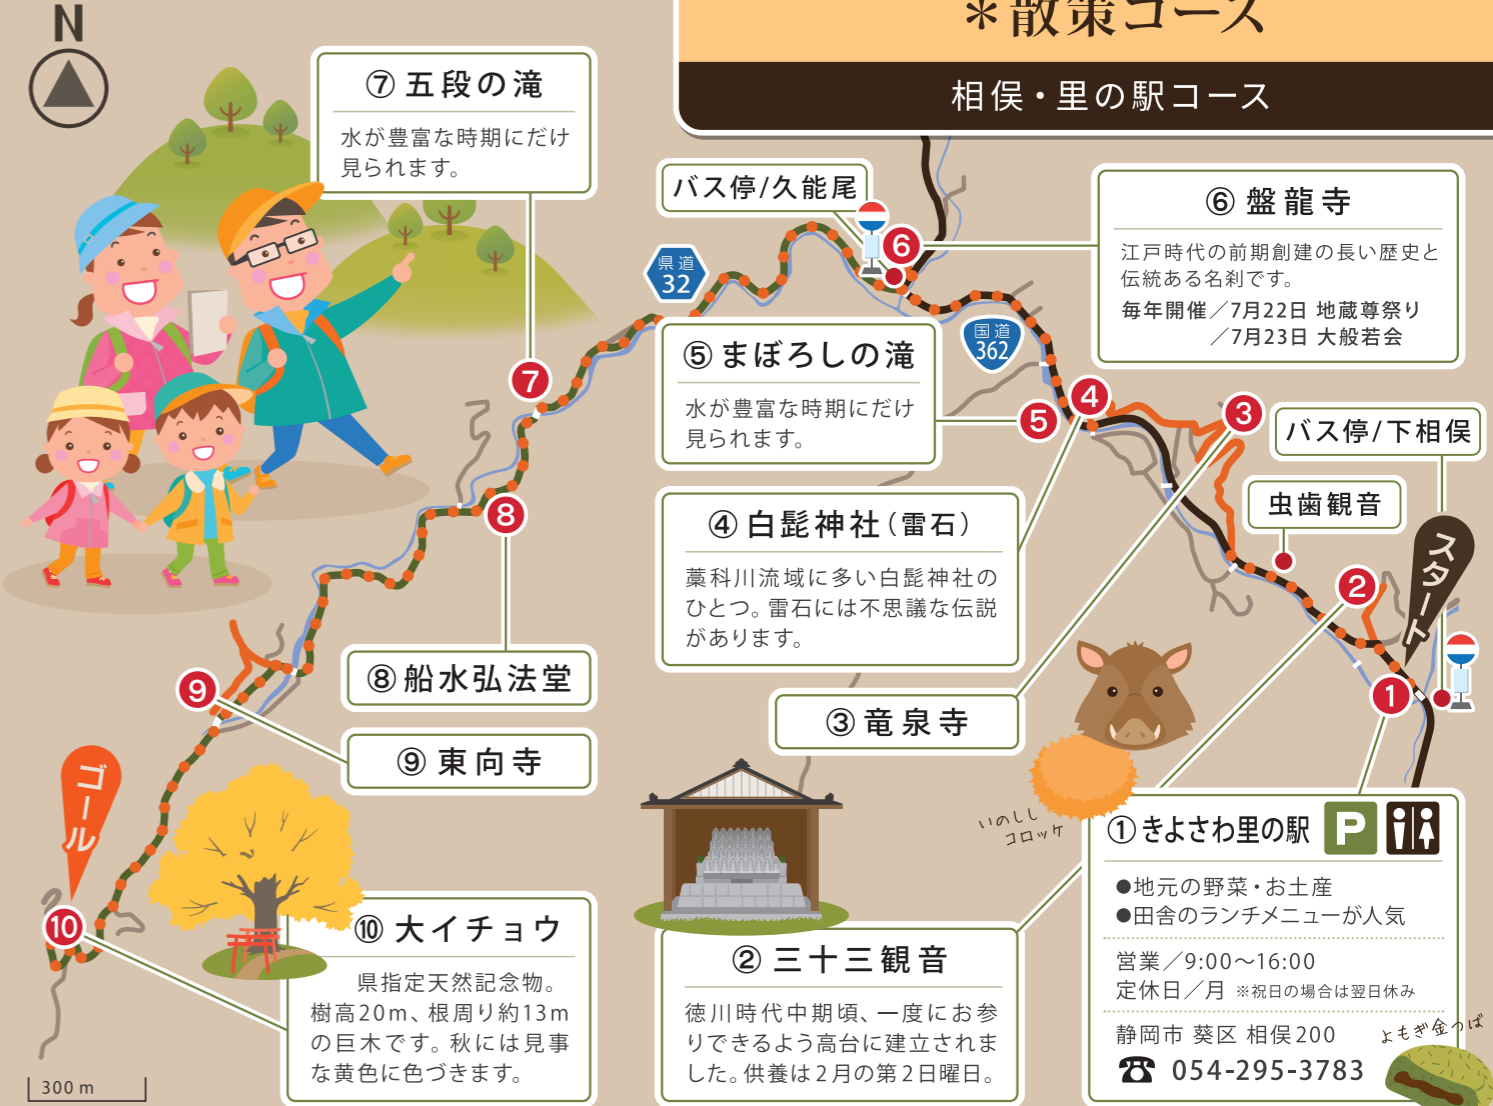 ＊散策コース
相俣・里の駅コース
N
⑦ 五段の滝
水が豊富な時期にだけ
見られます。
バス停/久能尾
⑥ 盤龍寺
江戸時代の前期創建の長い歴史と
伝統ある名刹です。
毎年開催／7月22日 地蔵尊祭り
／7月23日 大般若会
6
県道
32
国道
362
⑤ まぼろしの滝
水が豊富な時期にだけ
見られます。
7
5
4
3
バス停/下相俣
虫歯観音
スタート
④ 白髭神社（雷石）
藁科川流域に多い白髭神社の
ひとつ。雷石には不思議な伝説
があります。
8
2
⑧ 船水弘法堂
9
1
③ 竜泉寺
⑨ 東向寺
ゴール
いのしし
コロッケ
① きよさわ里の駅
P
●地元の野菜・お土産
●田舎のランチメニューが人気
営業／9:00〜16:00
定休日／月 ※祝日の場合は翌日休み
静岡市 葵区 相俣200
☎ 054-295-3783
よもぎ金つば
10
⑩ 大イチョウ
県指定天然記念物。
樹高20m、根周り約13m
の巨木です。秋には見事
な黄色に色づきます。
② 三十三観音
徳川時代中期頃、一度にお参
りできるよう高台に建立されま
した。供養は2月の第2日曜日。
300 m